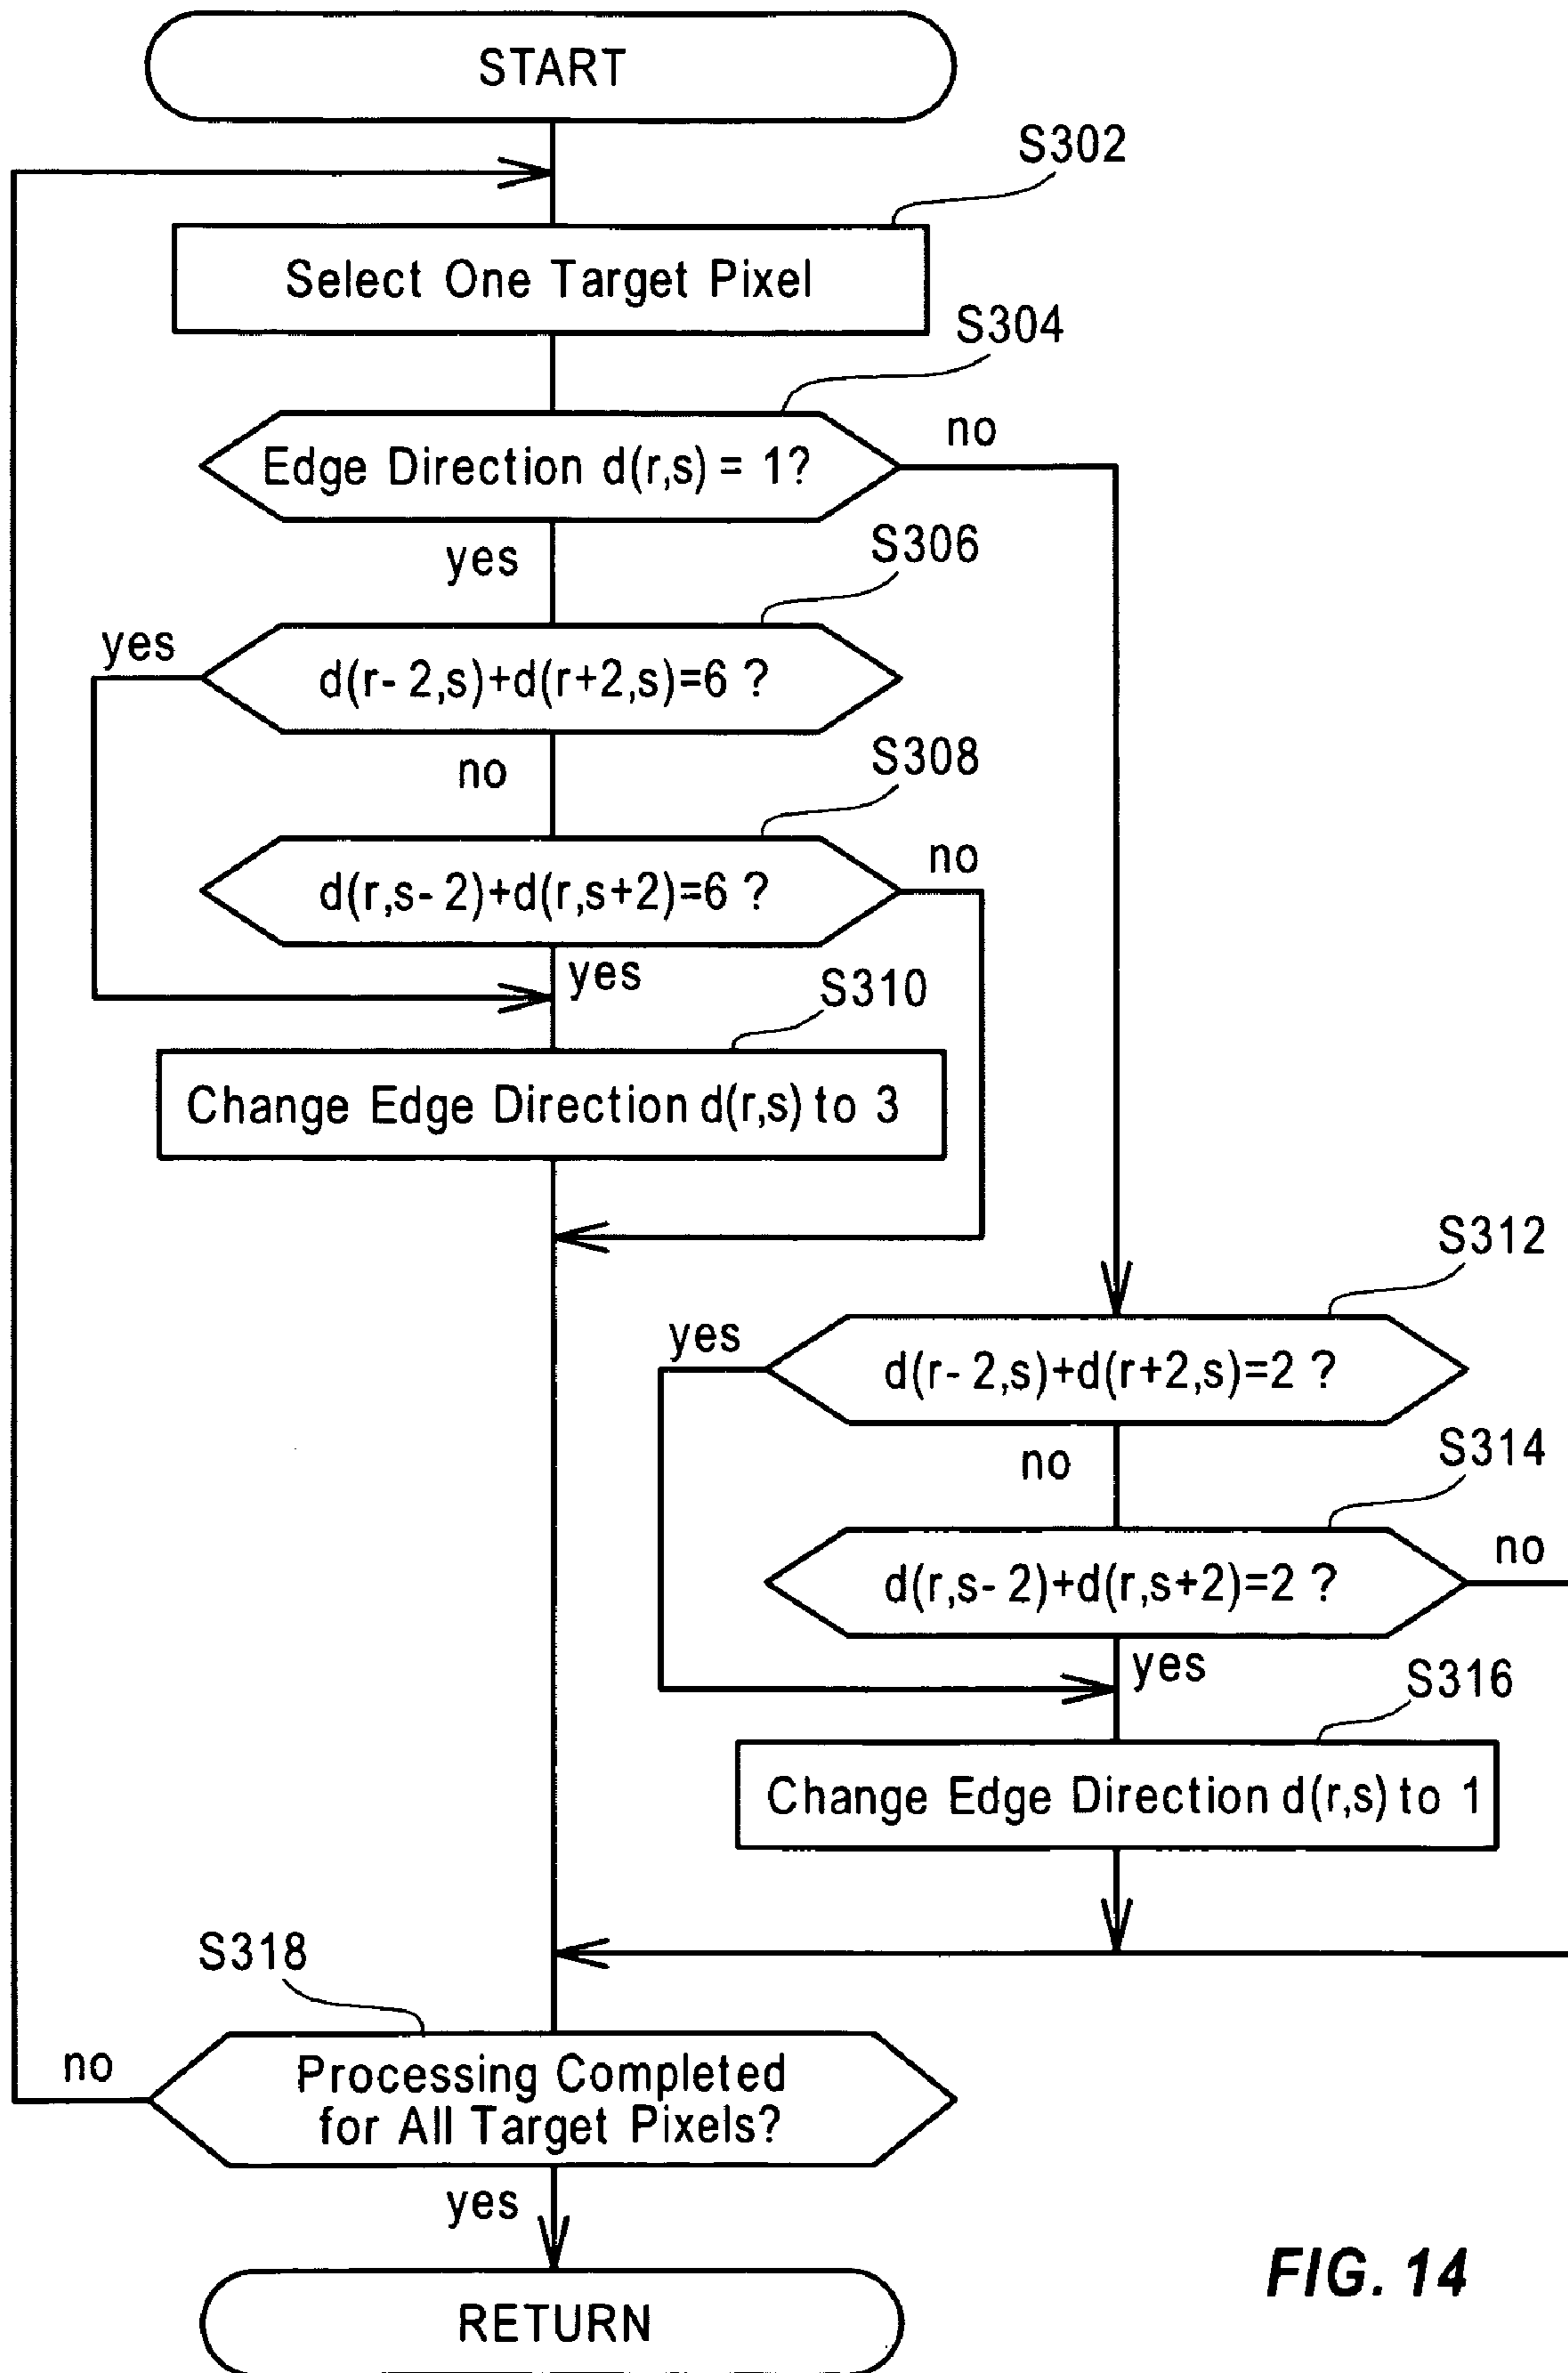 START
S302
Select One Target Pixel
S304
Edge Direction d(r,s) = 1?
no
yes
S306
yes
d(r- 2,s)+d(r+2,s)=6 ?
no
S308
d(r,s- 2)+d(r,s+2)=6 ?
no
yes
S310
Change Edge Direction d(r,s) to 3
S312
yes
d(r- 2,s)+d(r+2,s)=2 ?
no
S314
d(r,s- 2)+d(r,s+2)=2 ?
no
yes
S316
Change Edge Direction d(r,s) to 1
S318
no
Processing Completed
for All Target Pixels?
yes
RETURN
FIG. 14